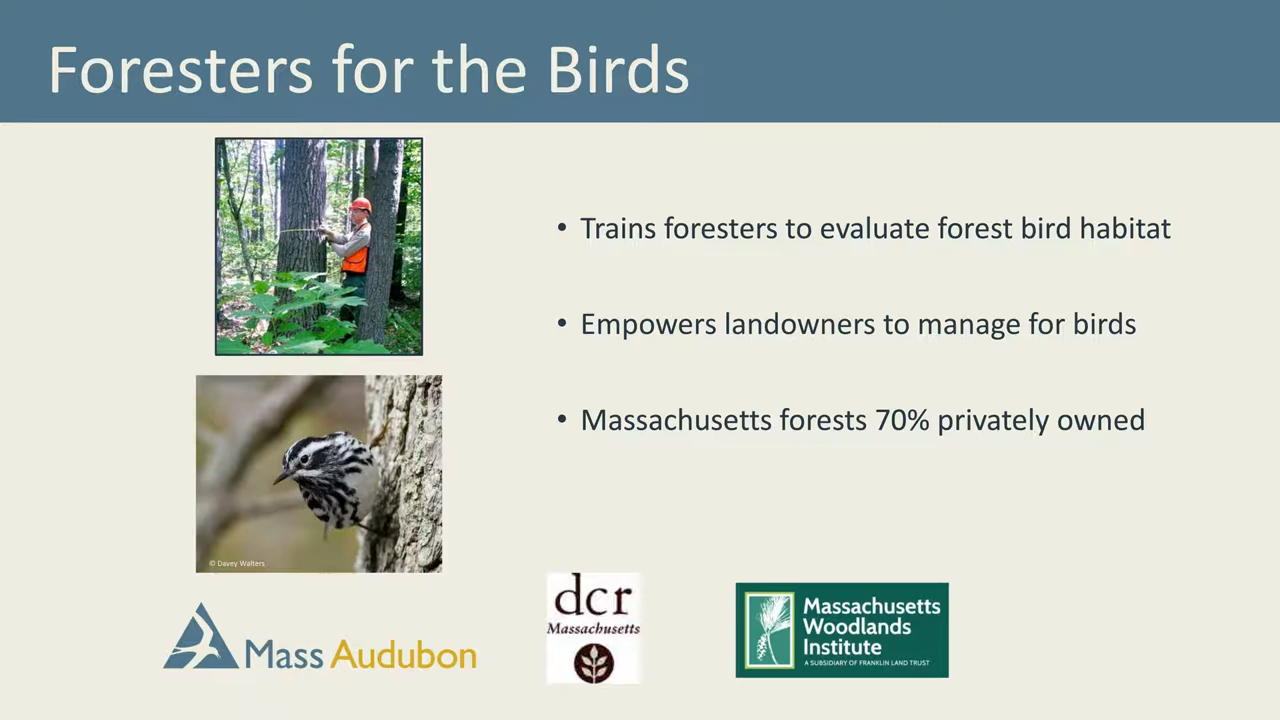 Foresters for the Birds
• Trains foresters to evaluate forest bird habitat
• Empowers landowners to manage for birds
• Massachusetts forests 70% privately owned
© Davey Walters
Mass Audubon
dcr
Massachusetts
Massachusetts
Woodlands
Institute
A SUBSIDIARY OF FRANKLIN LAND TRUST